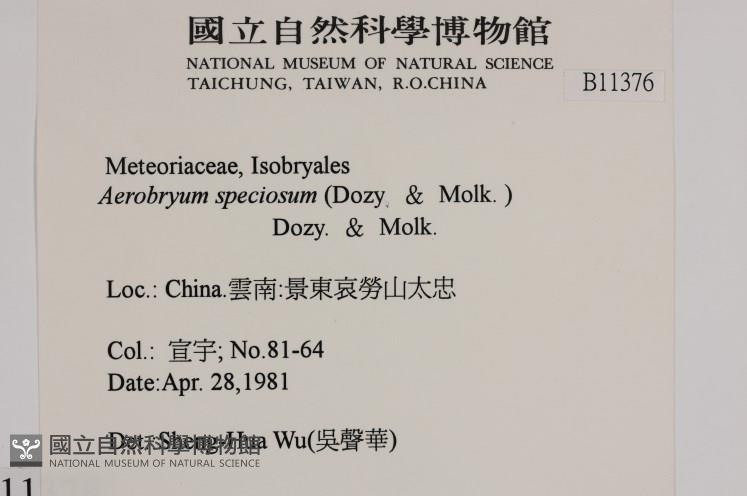 國立自然科學博物館
NATIONAL MUSEUM OF NATURAL SCIENCE
TAICHUNG, TAIWAN, R.O.CHINA
B11376
Meteoriaceae, Isobryales
Aerobryum speciosum (Dozy. & Molk. )
Dozy. & Molk.
Loc.: China.雲南:景東哀勞山太忠
Col.: 宣宇; No.81-64
Date:Apr. 28,1981
Det. Sheng-Hua Wu(吳聲華)
國立自然科學博物館
NATIONAL MUSEUM OF NATURAL SCIENCE
11